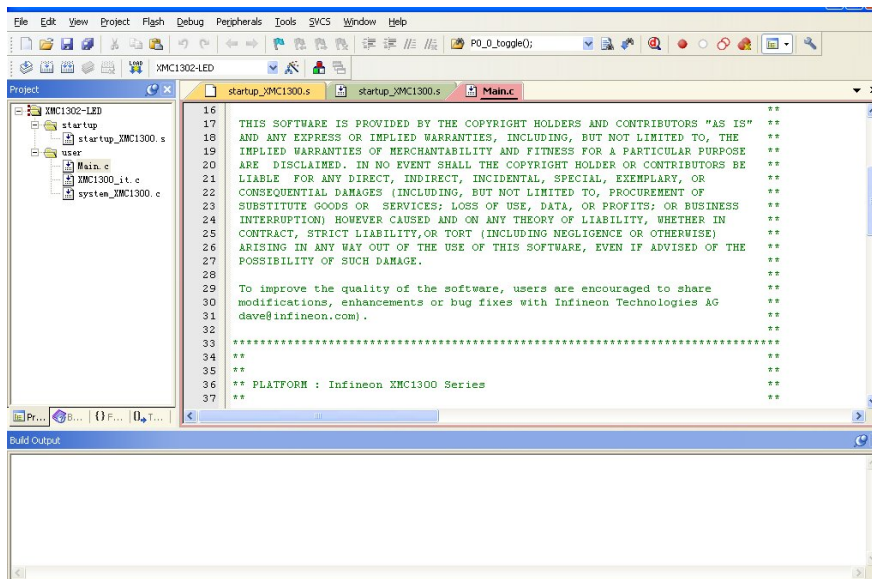 File Edit View Project Flash Debug Peripherals Tools SVCS Window Help
P0_0_toggle();
LOAD XMC1302-LED
Project
startup_XMC1300.s startup_XMC1300.s Main.c
XMC1302-LED
startup
startup_XMC1300.s
user
Main.c
XMC1300_it.c
system_XMC1300.c
16 **
17 THIS SOFTWARE IS PROVIDED BY THE COPYRIGHT HOLDERS AND CONTRIBUTORS "AS IS" **
18 AND ANY EXPRESS OR IMPLIED WARRANTIES, INCLUDING, BUT NOT LIMITED TO, THE **
19 IMPLIED WARRANTIES OF MERCHANTABILITY AND FITNESS FOR A PARTICULAR PURPOSE **
20 ARE DISCLAIMED. IN NO EVENT SHALL THE COPYRIGHT HOLDER OR CONTRIBUTORS BE **
21 LIABLE FOR ANY DIRECT, INDIRECT, INCIDENTAL, SPECIAL, EXEMPLARY, OR **
22 CONSEQUENTIAL DAMAGES (INCLUDING, BUT NOT LIMITED TO, PROCUREMENT OF **
23 SUBSTITUTE GOODS OR SERVICES; LOSS OF USE, DATA, OR PROFITS; OR BUSINESS **
24 INTERRUPTION) HOWEVER CAUSED AND ON ANY THEORY OF LIABILITY, WHETHER IN **
25 CONTRACT, STRICT LIABILITY,OR TORT (INCLUDING NEGLIGENCE OR OTHERWISE) **
26 ARISING IN ANY WAY OUT OF THE USE OF THIS SOFTWARE, EVEN IF ADVISED OF THE **
27 POSSIBILITY OF SUCH DAMAGE. **
28 **
29 To improve the quality of the software, users are encouraged to share **
30 modifications, enhancements or bug fixes with Infineon Technologies AG **
31 dave@infineon.com). **
32 **
33 *******************************************************************************
34 ** **
35 ** **
36 ** PLATFORM : Infineon XMC1300 Series **
37 ** **
Pr... B... {} F... 0 T...
Build Output